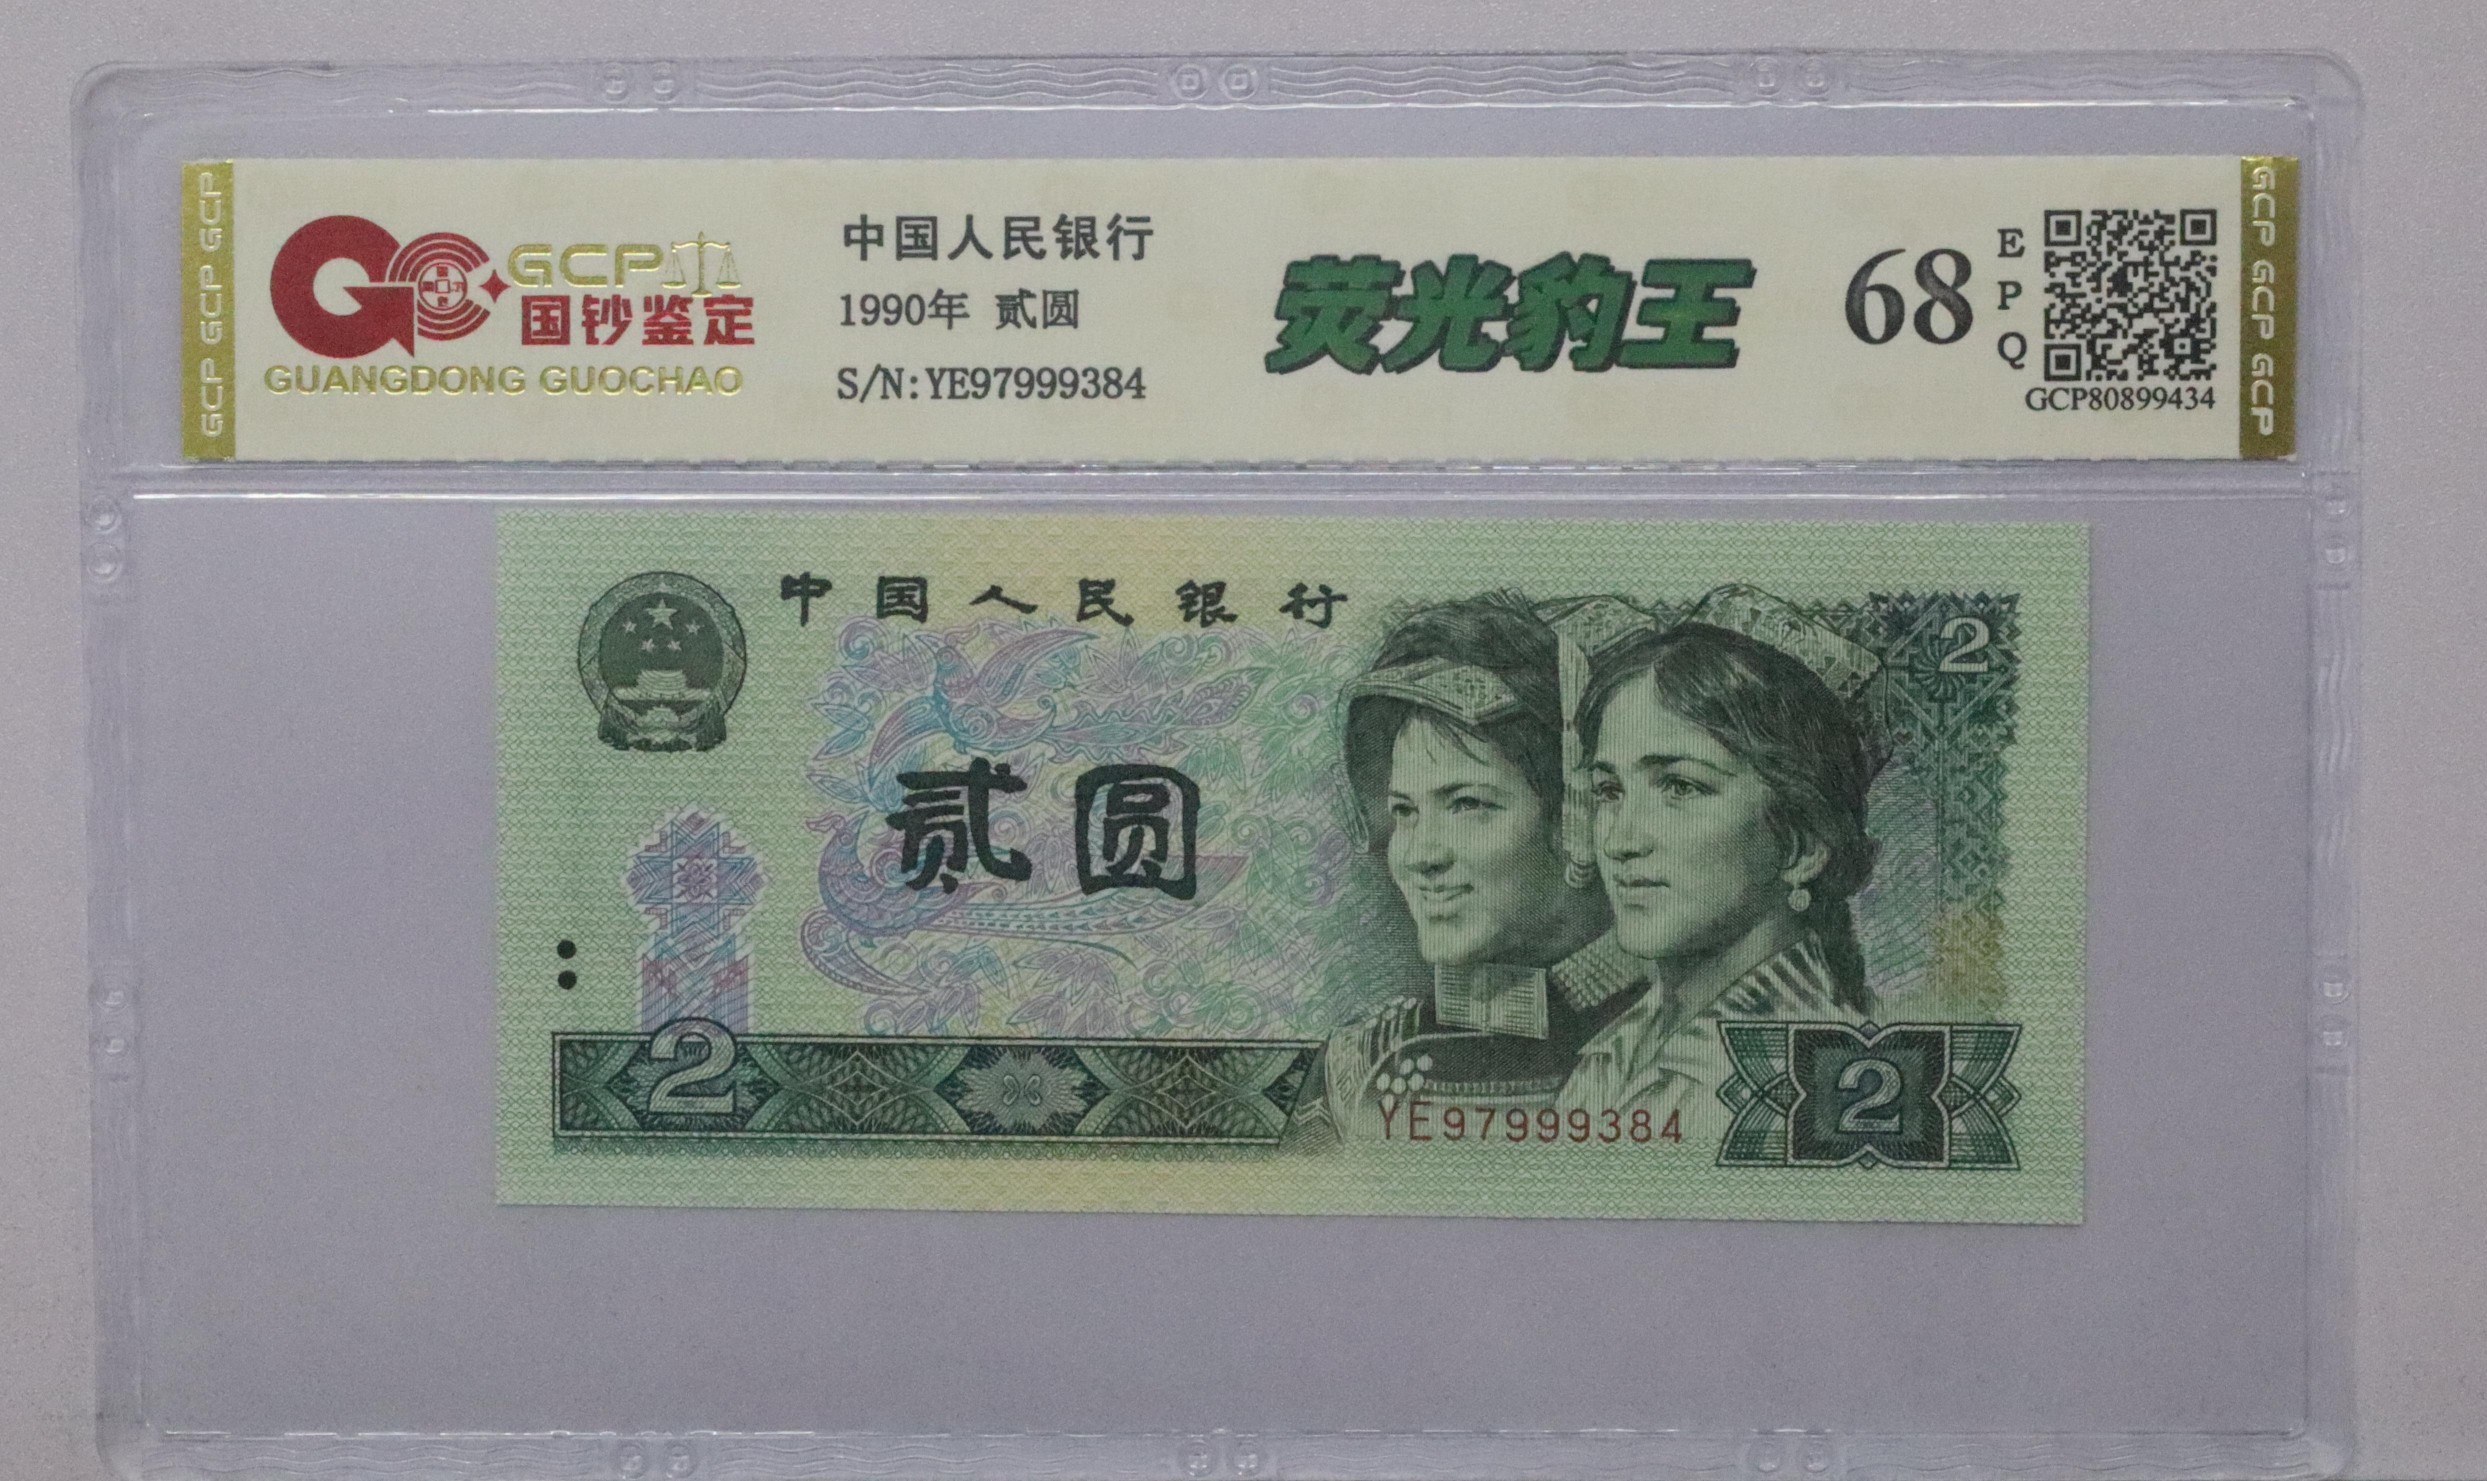 GCP GCP GCP
GCP
国钞鉴定
GUANGDONG GUOCHAO
中国人民银行
1990年 贰圆
S/N:YE97999384
荧光豹王
68
E
P
Q
GCP80899434
GCP GCP GCP
中国人民银行
2
贰圆
2
YE97999384
2